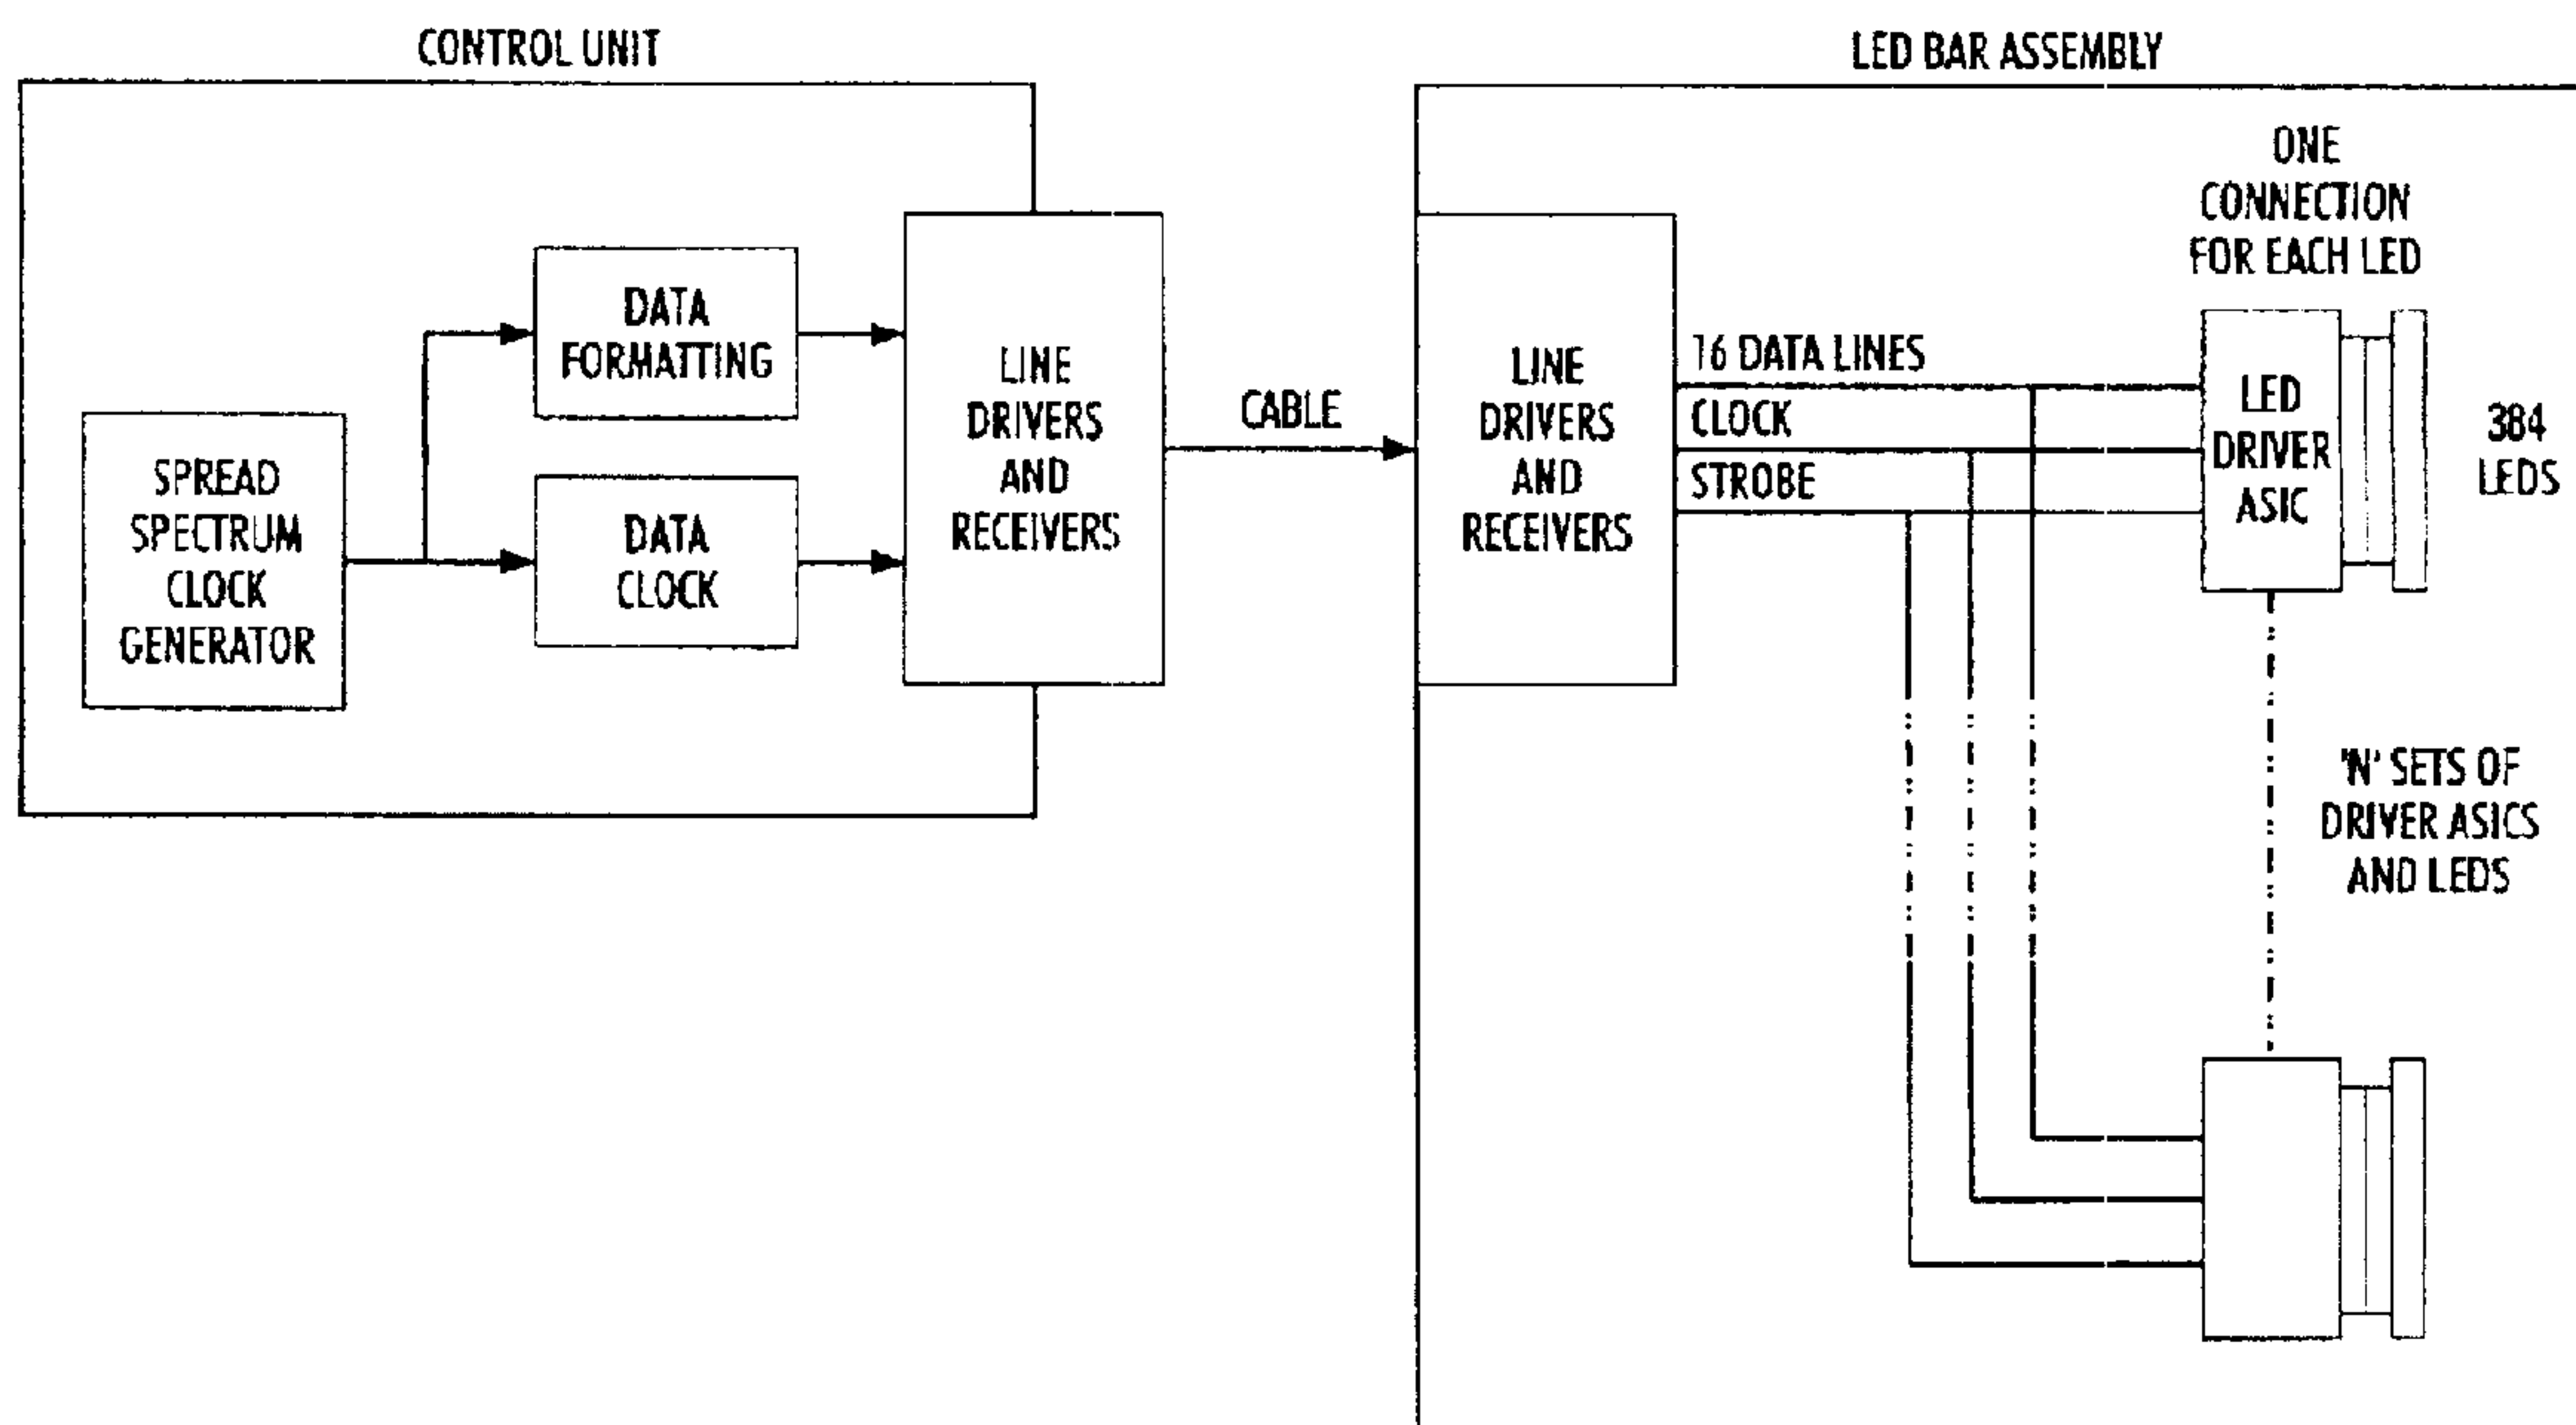 CONTROL UNIT
SPREAD
SPECTRUM
CLOCK
GENERATOR
DATA
FORMATTING
DATA
CLOCK
LINE
DRIVERS
AND
RECEIVERS
CABLE
LED BAR ASSEMBLY
LINE
DRIVERS
AND
RECEIVERS
16 DATA LINES
CLOCK
STROBE
ONE
CONNECTION
FOR EACH LED
LED
DRIVER
ASIC
384
LEDS
'N' SETS OF
DRIVER ASICS
AND LEDS